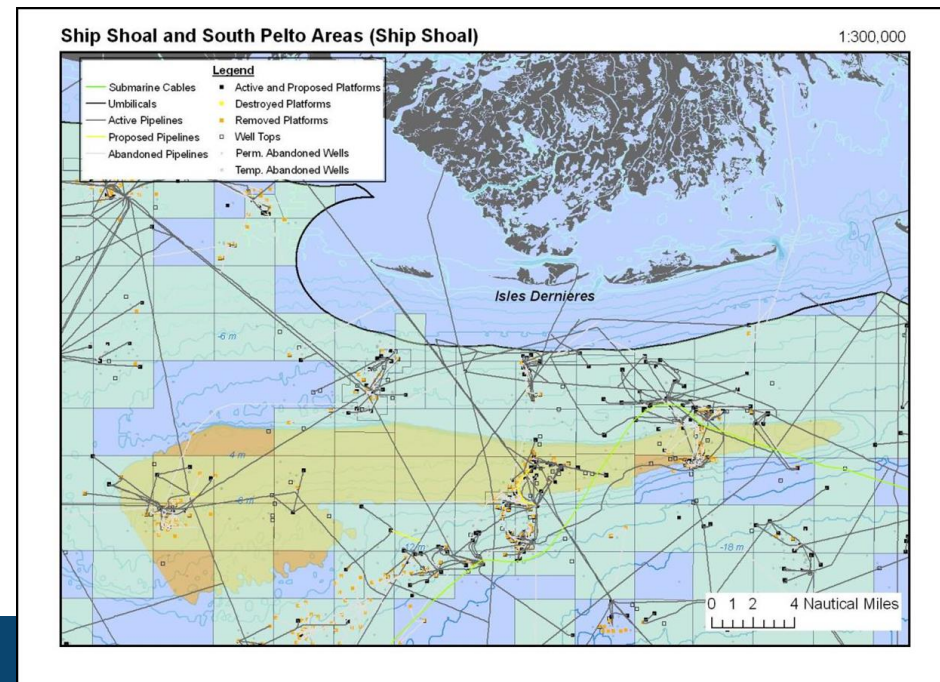 Ship Shoal and South Pelto Areas (Ship Shoal)
1:300,000
Legend
Submarine Cables
Umbilicals
Active Pipelines
Proposed Pipelines
Abandoned Pipelines
Active and Proposed Platforms
Destroyed Platforms
Removed Platforms
Well Tops
Perm. Abandoned Wells
Temp. Abandoned Wells
Isles Dernieres
-6 m
4 m
-6 m
-12 m
-18 m
0 1 2 4 Nautical Miles